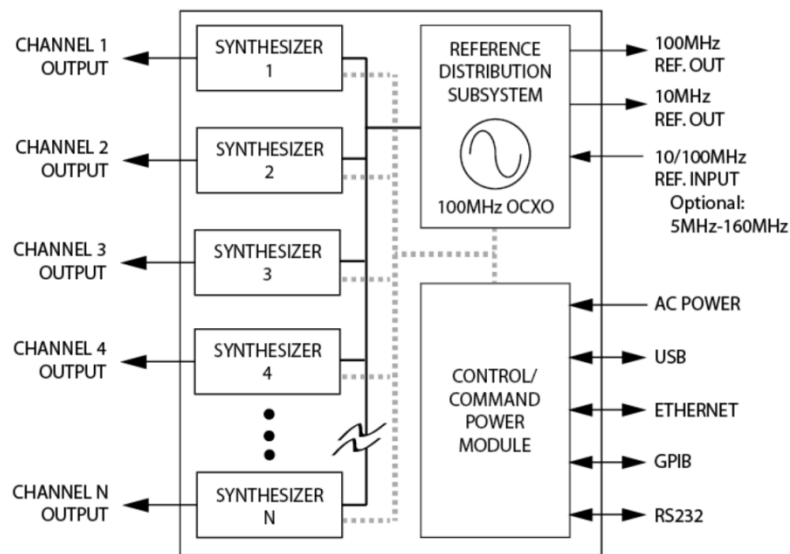 CHANNEL 1
OUTPUT
SYNTHESIZER
1
CHANNEL 2
OUTPUT
SYNTHESIZER
2
CHANNEL 3
OUTPUT
SYNTHESIZER
3
CHANNEL 4
OUTPUT
SYNTHESIZER
4
CHANNEL N
OUTPUT
SYNTHESIZER
N
REFERENCE
DISTRIBUTION
SUBSYSTEM
100MHz OCXO
100MHz
REF. OUT
10MHz
REF. OUT
10/100MHz
REF. INPUT
Optional:
5MHz-160MHz
CONTROL/
COMMAND
POWER
MODULE
AC POWER
USB
ETHERNET
GPIB
RS232